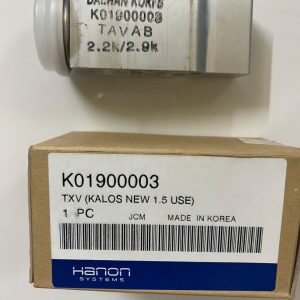 DACHAN KOREA
K01900003
TAVAB
2.2k/2.9k
K01900003
TXV (KALOS NEW 1.5 USE)
1 PC JCM MADE IN KOREA
Hanon
SYSTEMS